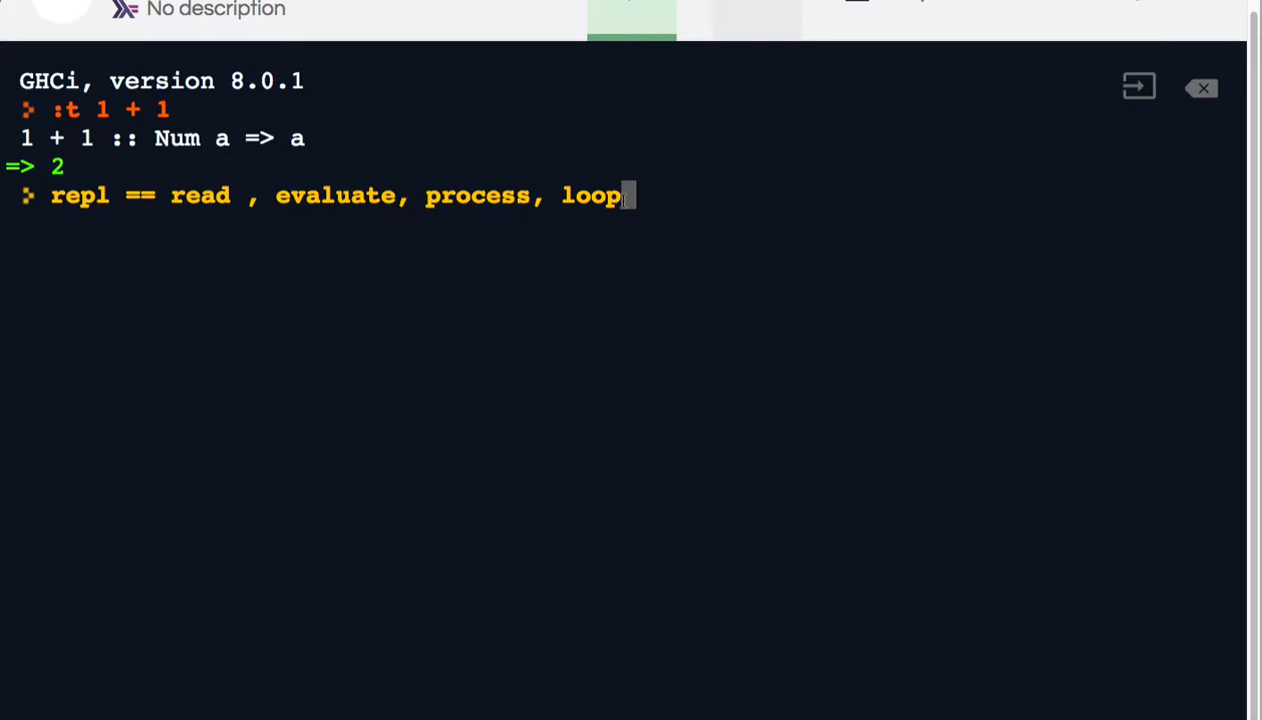 No description
GHCi, version 8.0.1
:t 1 + 1
1 + 1 :: Num a => a
=> 2
repl == read , evaluate, process, loop